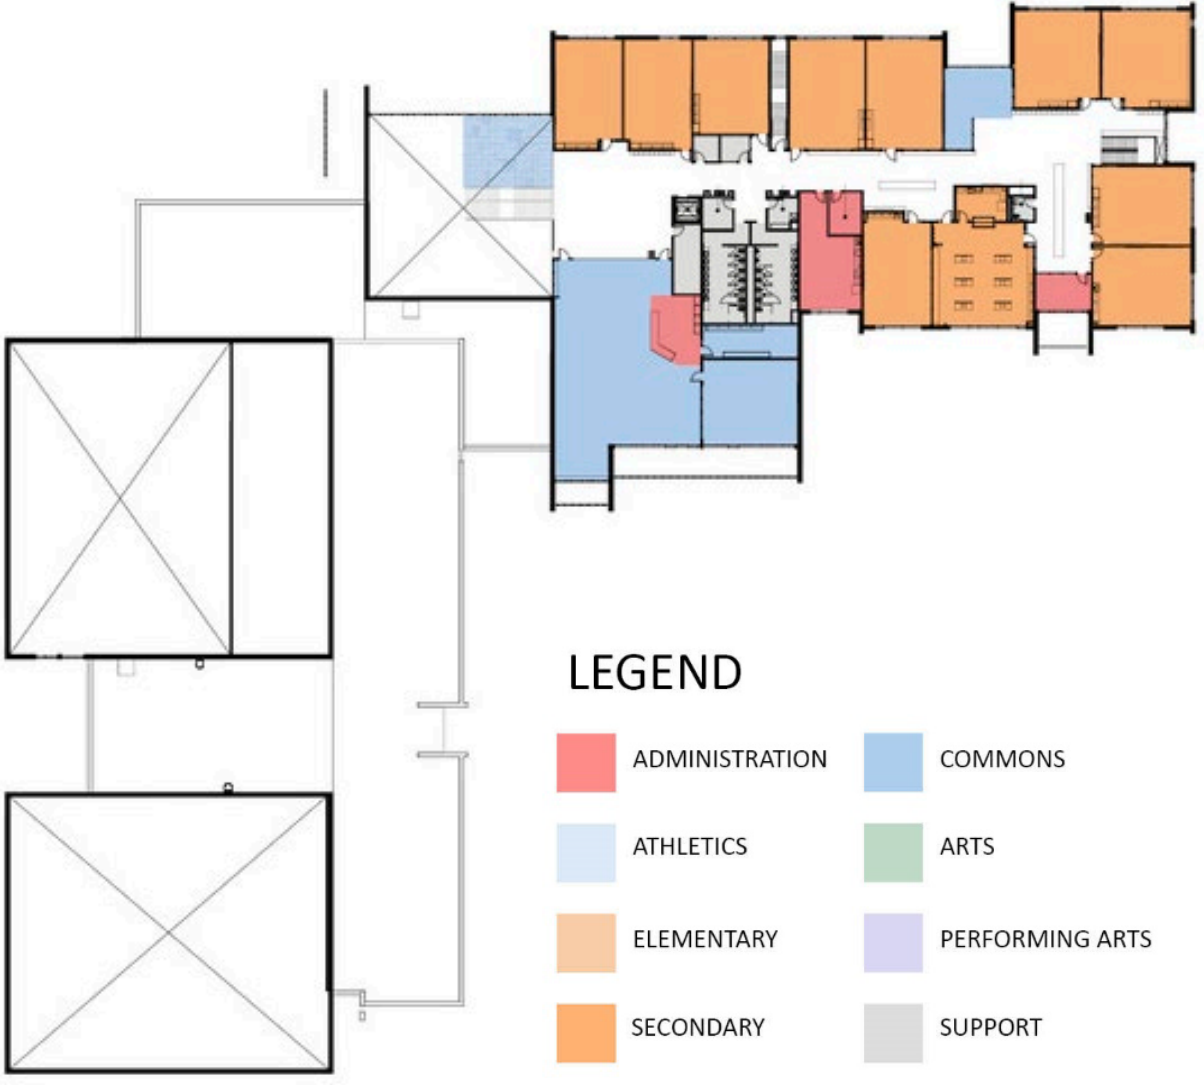 LEGEND
ADMINISTRATION
COMMONS
ATHLETICS
ARTS
ELEMENTARY
PERFORMING ARTS
SECONDARY
SUPPORT